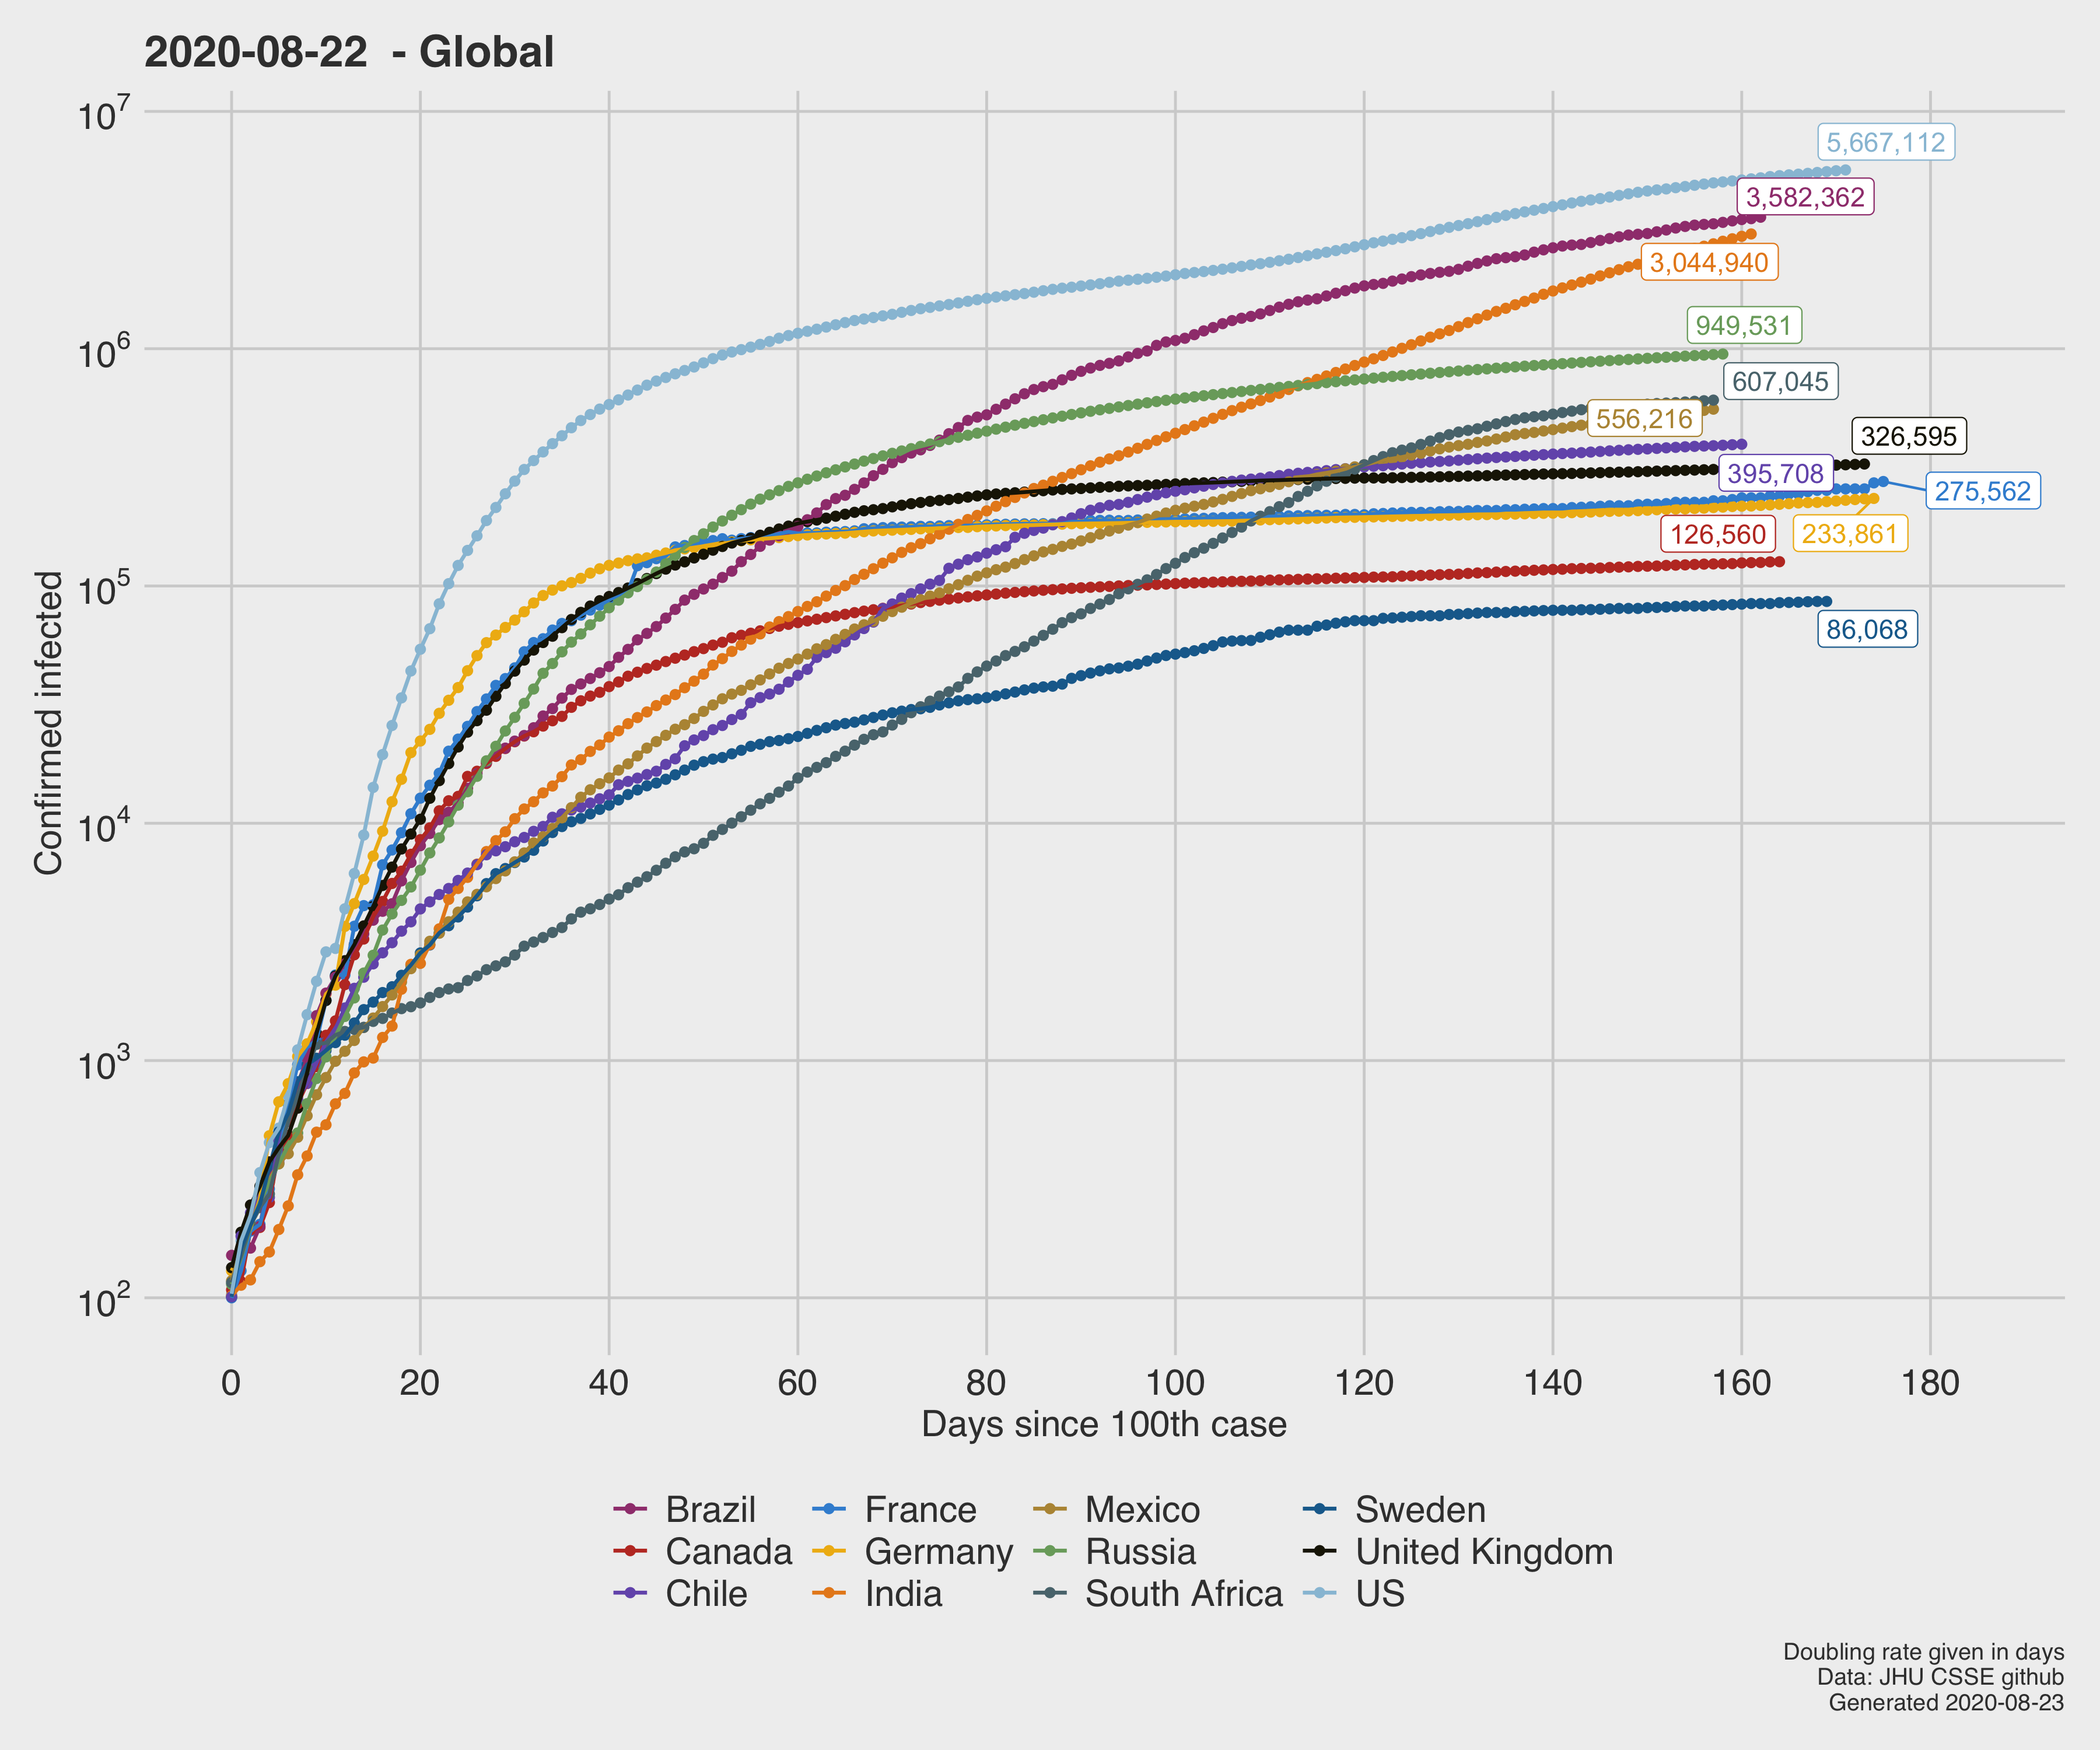 2020-08-22  - Global
10^7
10^6
10^5
10^4
10^3
10^2
Confirmed infected
5,667,112
3,582,362
3,044,940
949,531
607,045
556,216
326,595
395,708
275,562
126,560
233,861
86,068
0 20 40 60 80 100 120 140 160 180
Days since 100th case
Brazil France Mexico Sweden
Canada Germany Russia United Kingdom
Chile India South Africa US
Doubling rate given in days
Data: JHU CSSE github
Generated 2020-08-23